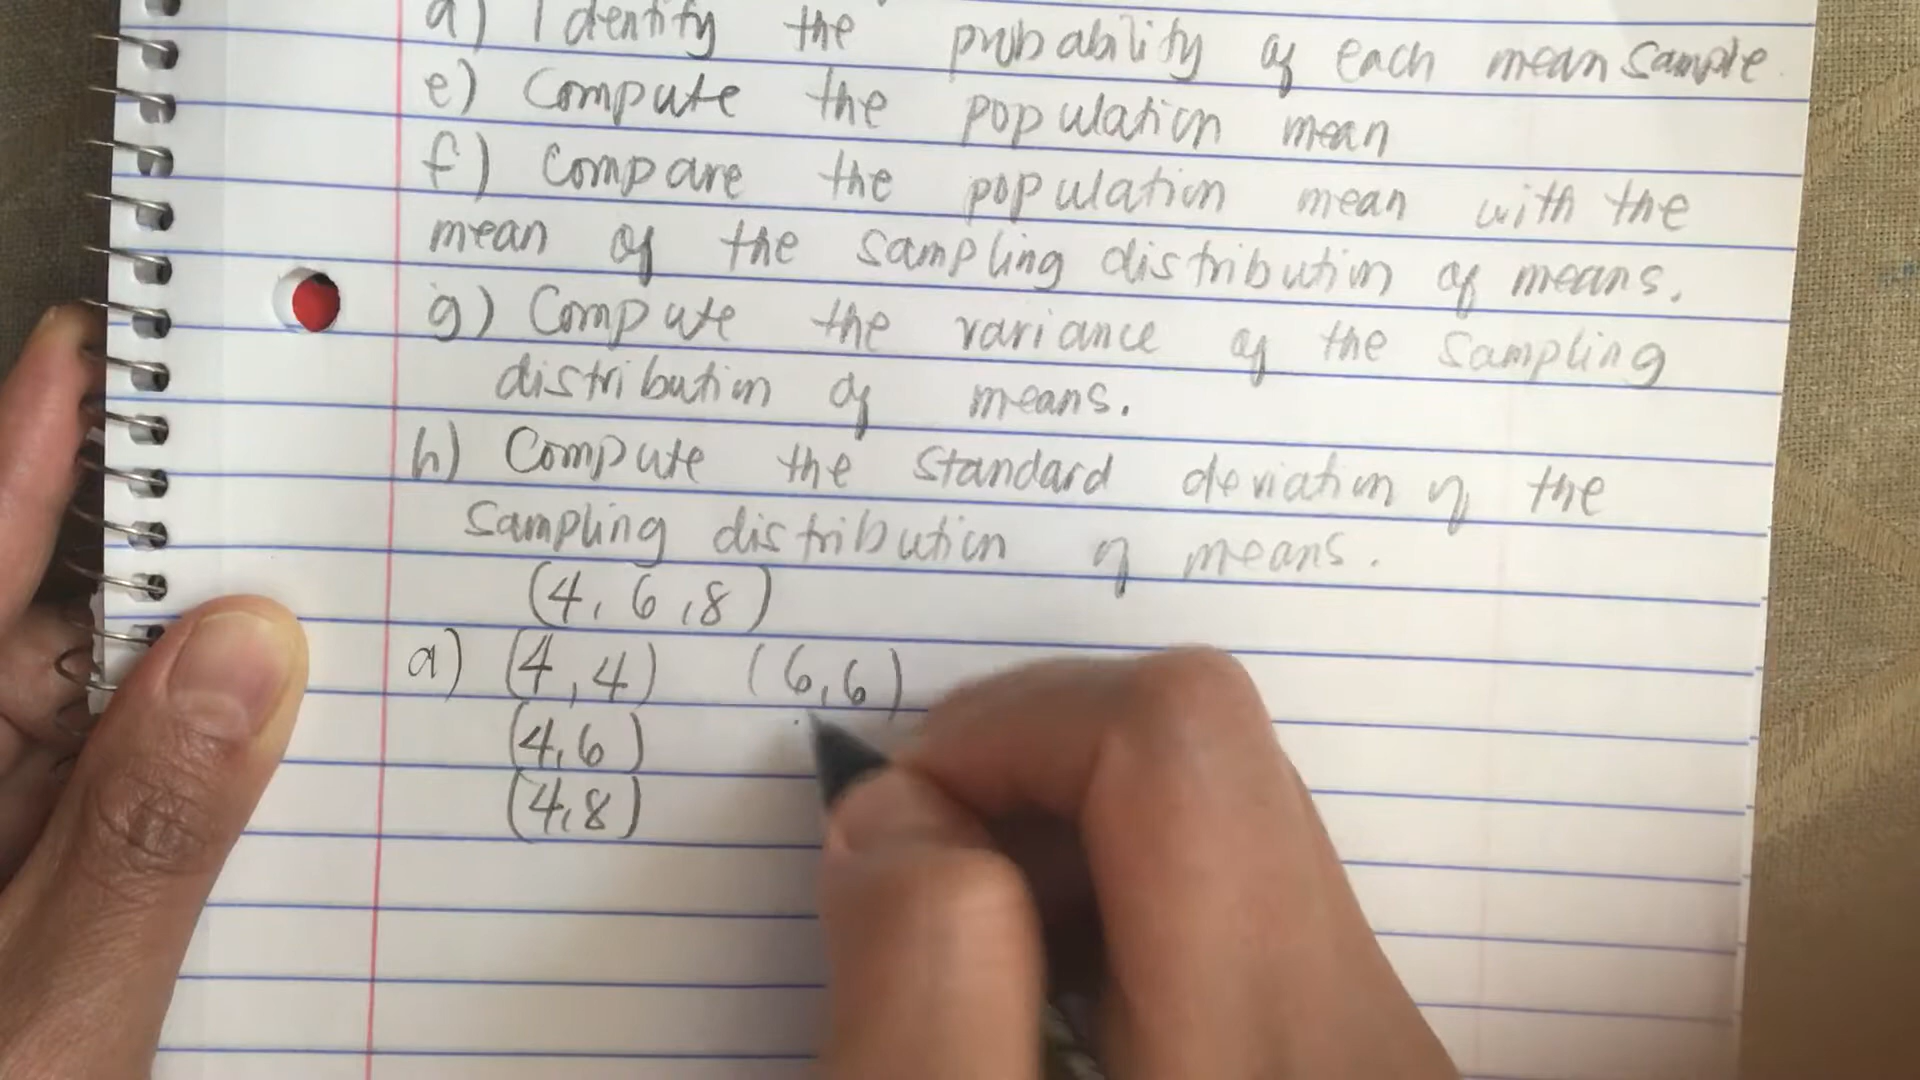 d) Identify the probability of each mean sample
e) Compute the population mean
f) Compare the population mean with the
mean of the sampling distribution of means.
g) Compute the variance of the sampling
distribution of means.
h) Compute the standard deviation of the
sampling distribution of means.
(4, 6, 8)
a) (4,4) (6,6)
(4,6)
(4,8)